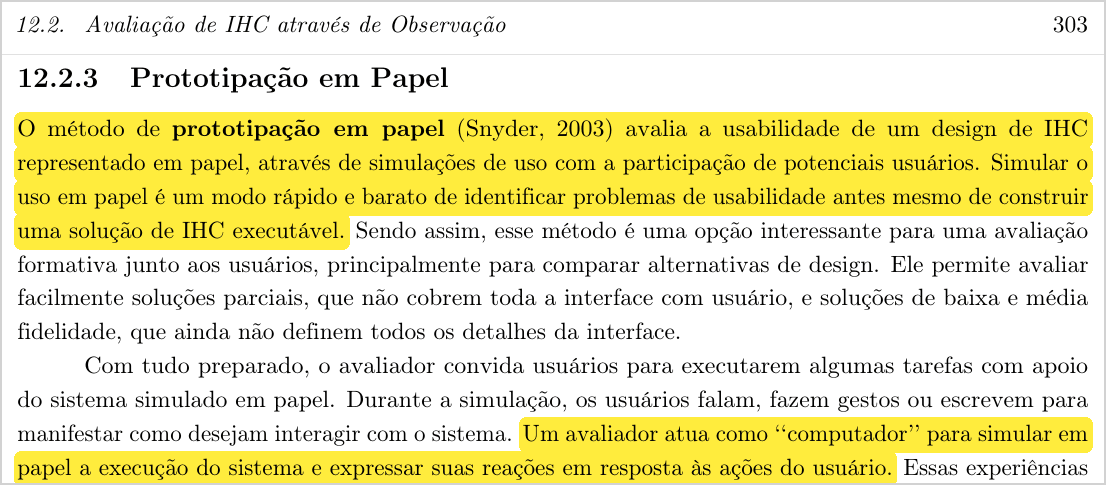 12.2. Avaliação de IHC através de Observação 303
12.2.3 Prototipação em Papel
O método de prototipação em papel (Snyder, 2003) avalia a usabilidade de um design de IHC
representado em papel, através de simulações de uso com a participação de potenciais usuários. Simular o
uso em papel é um modo rápido e barato de identificar problemas de usabilidade antes mesmo de construir
uma solução de IHC executável. Sendo assim, esse método é uma opção interessante para uma avaliação
formativa junto aos usuários, principalmente para comparar alternativas de design. Ele permite avaliar
facilmente soluções parciais, que não cobrem toda a interface com usuário, e soluções de baixa e média
fidelidade, que ainda não definem todos os detalhes da interface.
Com tudo preparado, o avaliador convida usuários para executarem algumas tarefas com apoio
do sistema simulado em papel. Durante a simulação, os usuários falam, fazem gestos ou escrevem para
manifestar como desejam interagir com o sistema. Um avaliador atua como ‘‘computador’’ para simular em
papel a execução do sistema e expressar suas reações em resposta às ações do usuário. Essas experiências